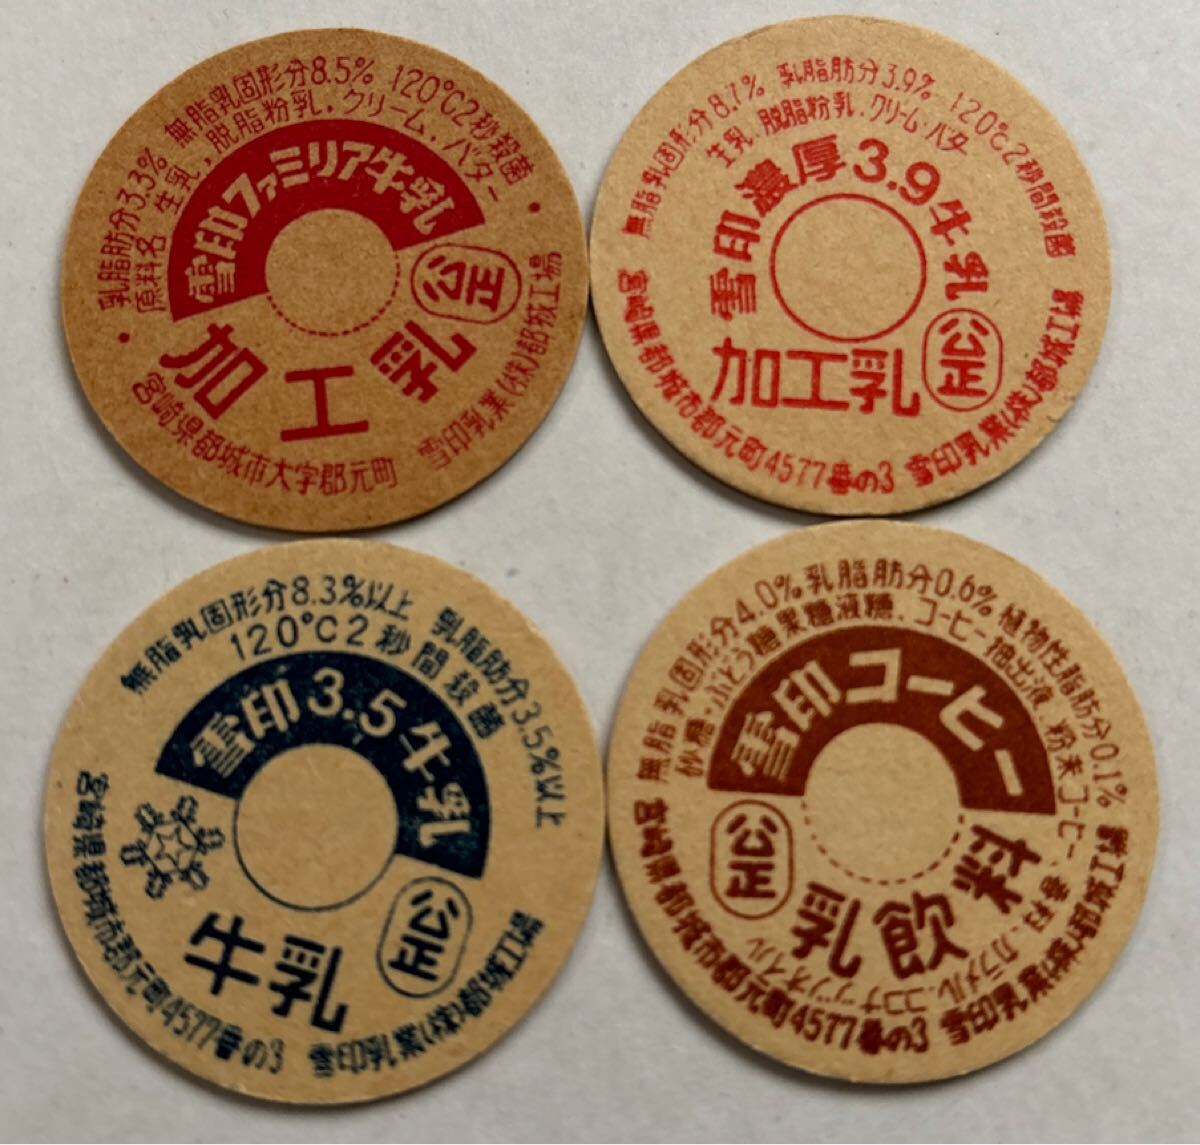 乳脂肪分3.3% 無脂乳固形分8.5% 120℃2秒殺菌
原料名 生乳, 脱脂粉乳, クリーム, バター
雪印ファミリア牛乳
公正
加工乳
宮崎県都城市大字郡元町 雪印乳業(株)都城工場
無脂乳固形分8.7% 乳脂肪分3.9% 120℃2秒間殺菌
生乳, 脱脂粉乳, クリーム・バタ
雪印濃厚3.9牛乳
公正
加工乳
宮崎県都城市郡元町4577番の3 雪印乳業(株)都城工場
無脂乳固形分8.3%以上 乳脂肪分3.5%以上
120℃2秒間殺菌
雪印3.5牛乳
公正
牛乳
宮崎県都城市郡元町4577番の3 雪印乳業(株)都城工場
無脂乳固形分4.0% 乳脂肪分0.6% 植物性脂肪分0.1%
砂糖・ぶどう糖果糖液糖、コーヒー抽出液、粉末コーヒー、香料、カラメル、ココナッツオイル
雪印コーヒー
公正
乳飲料
宮崎県都城市郡元町4577番の3 雪印乳業(株)都城工場